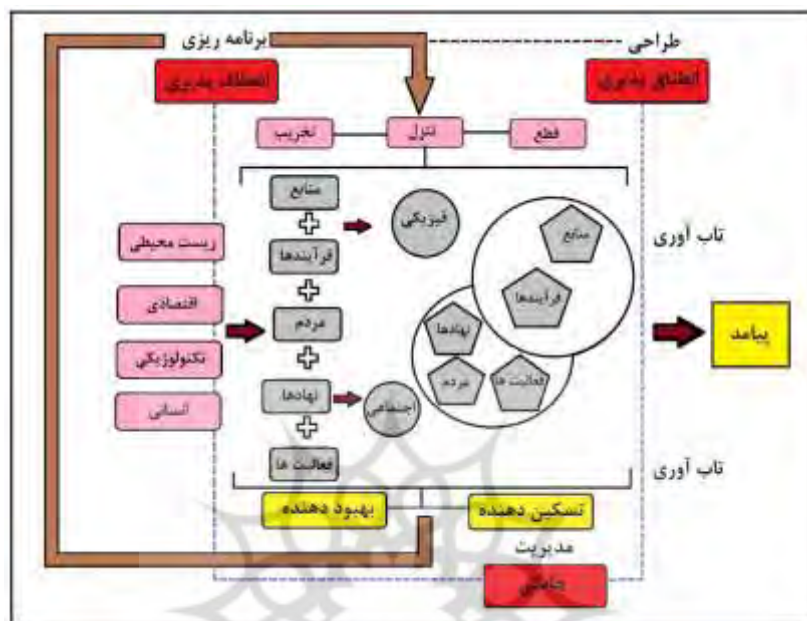 طراحی
برنامه ریزی
انطباق پذیری
انعطاف پذیری
قطع
تنزل
تخریب
منابع
فیزیکی
منابع
فرآیندها
فرآیندها
زیست محیطی
تاب آوری
اقتصادی
مردم
نهادها
پیامد
تکنولوژیکی
مردم
فعالیت ها
نهادها
اجتماعی
انسانی
فعالیت ها
تاب آوری
تسکین دهنده
بهبود دهنده
مدیریت